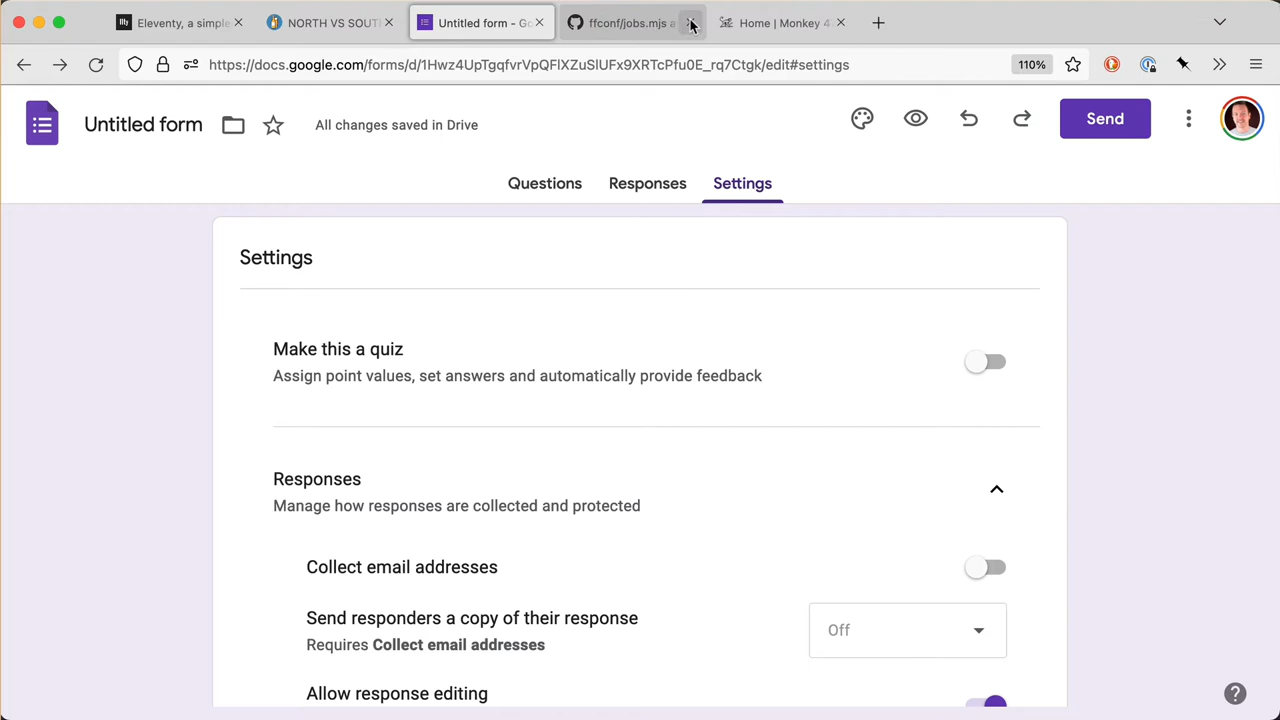 Eleventy, a simple
NORTH VS SOUT
Untitled form - Go
ffconf/jobs.mjs a
Home | Monkey 4
https://docs.google.com/forms/d/1Hwz4UpTgqfvrVpQFlXZuSlUFx9XRTcPfu0E_rq7Ctgk/edit#settings
110%
Untitled form
All changes saved in Drive
Send
Questions
Responses
Settings
Settings
Make this a quiz
Assign point values, set answers and automatically provide feedback
Responses
Manage how responses are collected and protected
Collect email addresses
Send responders a copy of their response
Requires Collect email addresses
Off
Allow response editing